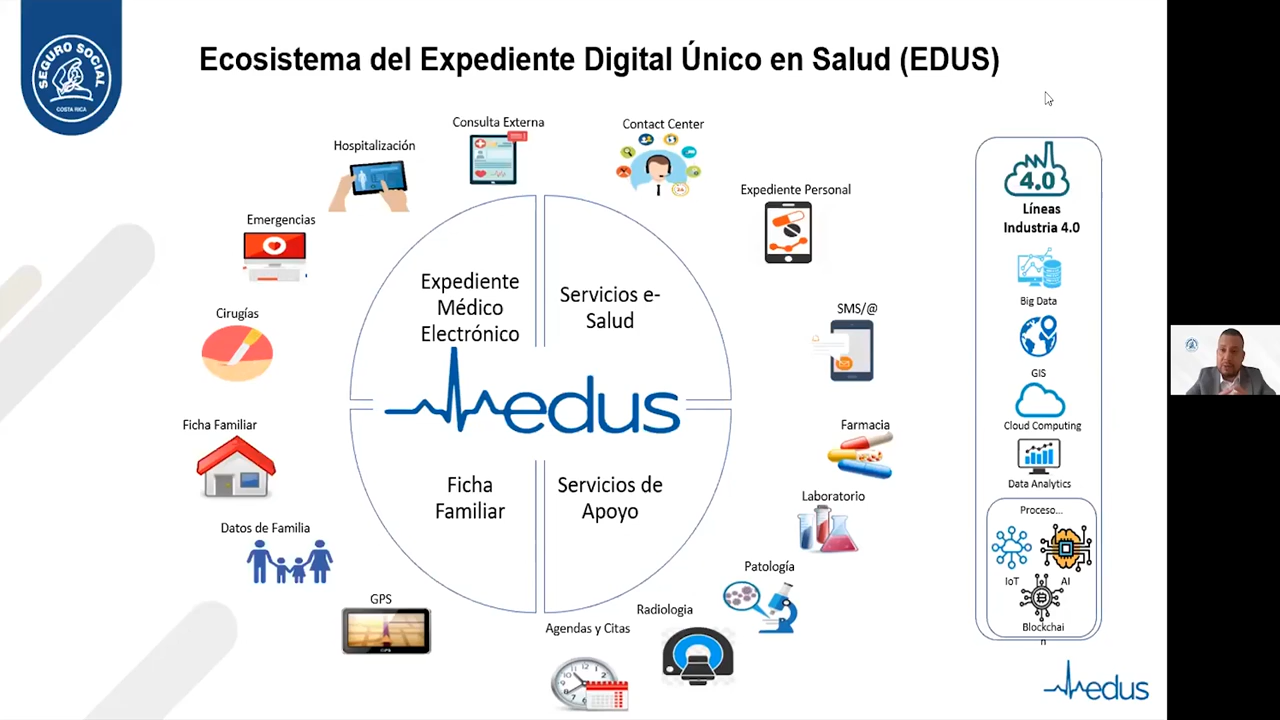 SEGURO SOCIAL
COSTA RICA
Ecosistema del Expediente Digital Único en Salud (EDUS)
Consulta Externa
Contact Center
Hospitalización
Expediente Personal
Emergencias
Cirugías
SMS/@
Ficha Familiar
Farmacia
Laboratorio
Datos de Familia
Patología
GPS
Radiologia
Agendas y Citas
Expediente
Médico
Electrónico
Servicios e-
Salud
edus
Ficha
Familiar
Servicios de
Apoyo
4.0
Líneas
Industria 4.0
Big Data
GIS
Cloud Computing
Data Analytics
Proceso...
IoT
AI
Blockchai
n
edus